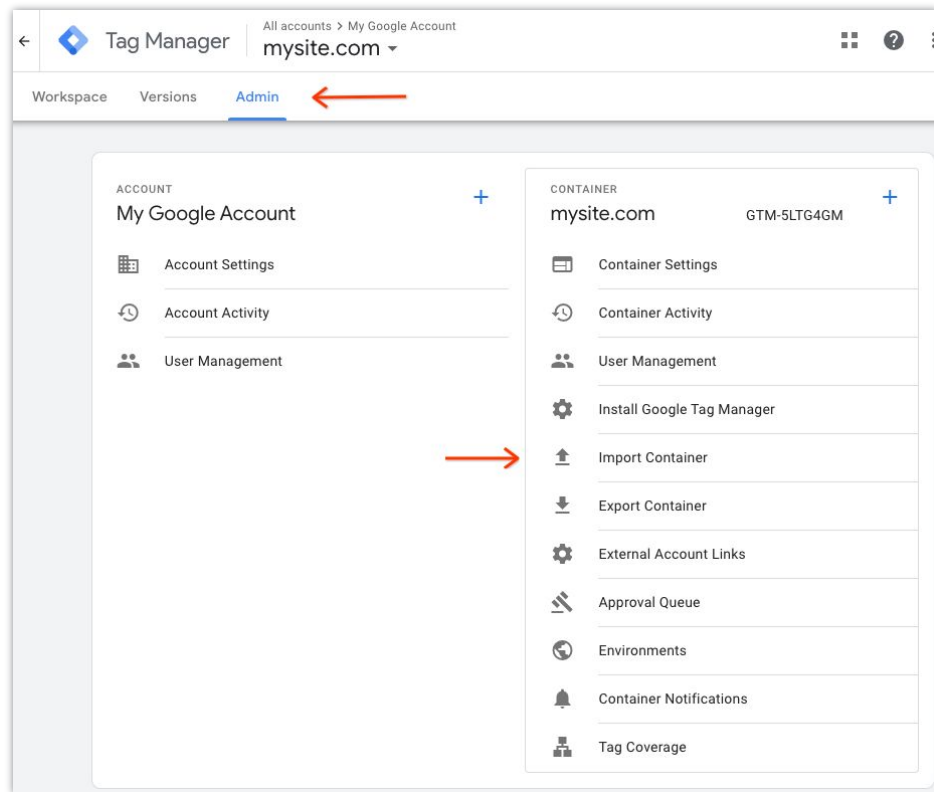 All accounts > My Google Account
Tag Manager
mysite.com
Workspace Versions Admin
ACCOUNT
My Google Account
Account Settings
Account Activity
User Management
CONTAINER
mysite.com GTM-5LTG4GM
Container Settings
Container Activity
User Management
Install Google Tag Manager
Import Container
Export Container
External Account Links
Approval Queue
Environments
Container Notifications
Tag Coverage